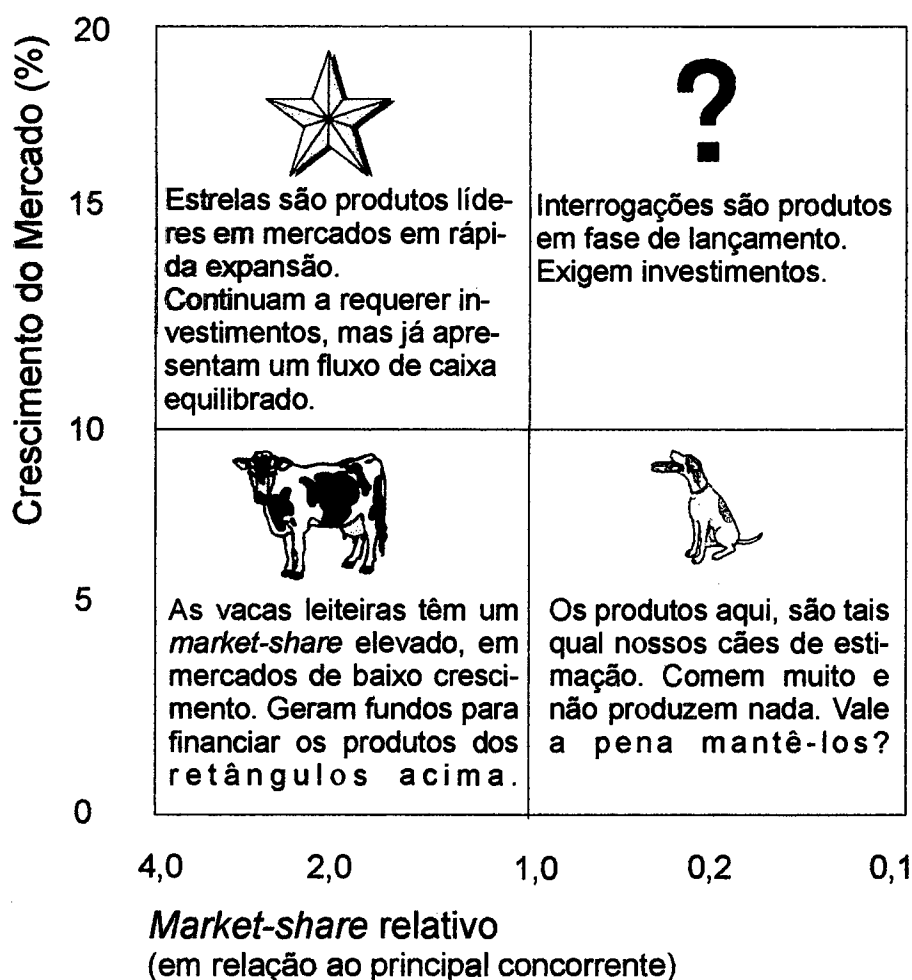 Crescimento do Mercado (%)
20
15
10
5
0
?
Estrelas são produtos líde-
res em mercados em rápi-
da expansão.
Continuam a requerer in-
vestimentos, mas já apre-
sentam um fluxo de caixa
equilibrado.
Interrogações são produtos
em fase de lançamento.
Exigem investimentos.
As vacas leiteiras têm um
market-share elevado, em
mercados de baixo cresci-
mento. Geram fundos para
financiar os produtos dos
retângulos acima.
Os produtos aqui, são tais
qual nossos cães de esti-
mação. Comem muito e
não produzem nada. Vale
a pena mantê-los?
4,0 2,0 1,0 0,2 0,1
Market-share relativo
(em relação ao principal concorrente)